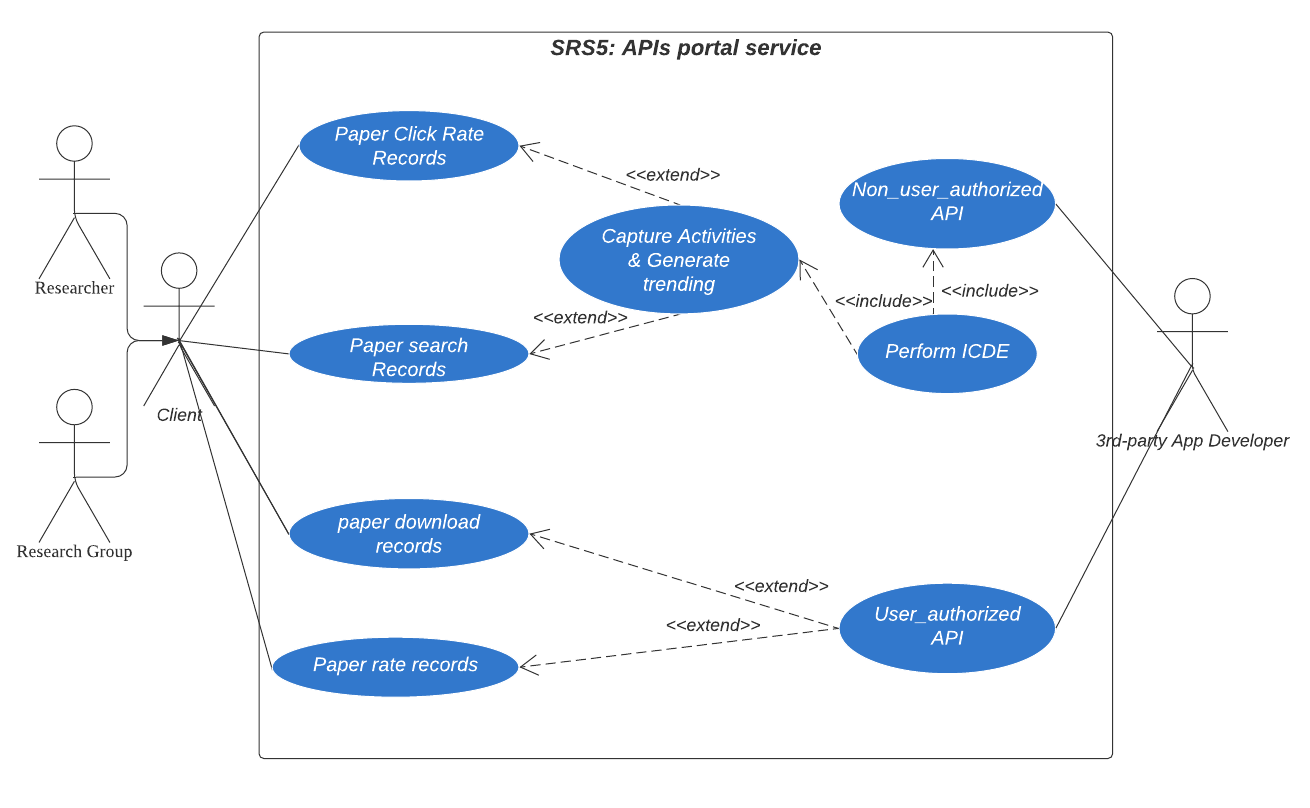 SRS5: APIs portal service
Paper Click Rate
Records
<<extend>>
Non_user_authorized
API
Capture Activities
& Generate
trending
Researcher
<<include>>
<<include>>
<<extend>>
Paper search
Records
Perform ICDE
Client
3rd-party App Developer
paper download
records
Research Group
<<extend>>
<<extend>>
User_authorized
API
Paper rate records